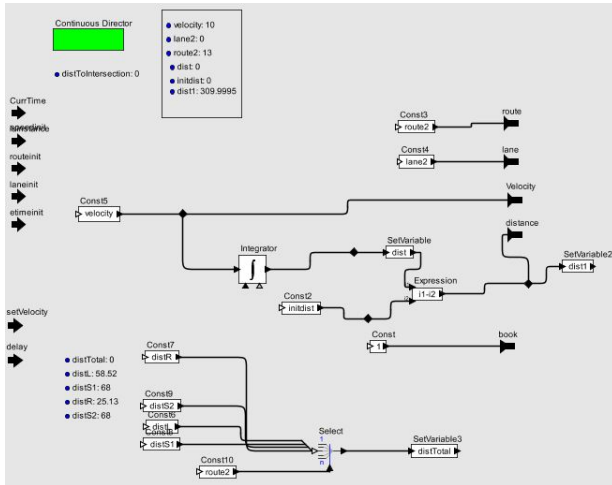 Continuous Director
velocity: 10
lane2: 0
route2: 13
dist: 0
initdist: 0
dist1: 309.9995
distToIntersection: 0
CurrTime
routeinit
laneinit
etimeinit
setVelocity
delay
Const3
route2
route
Const4
lane2
lane
Const5
velocity
Velocity
distance
Integrator
∫
SetVariable
dist
SetVariable2
dist1
Expression
i1-i2
Const2
initdist
Const
1
book
distTotal: 0
distL: 58.52
distS1: 68
distR: 25.13
distS2: 68
Const7
distR
Const9
distS2
Const6
distL
distS1
Const10
route2
Select
1
n
SetVariable3
distTotal